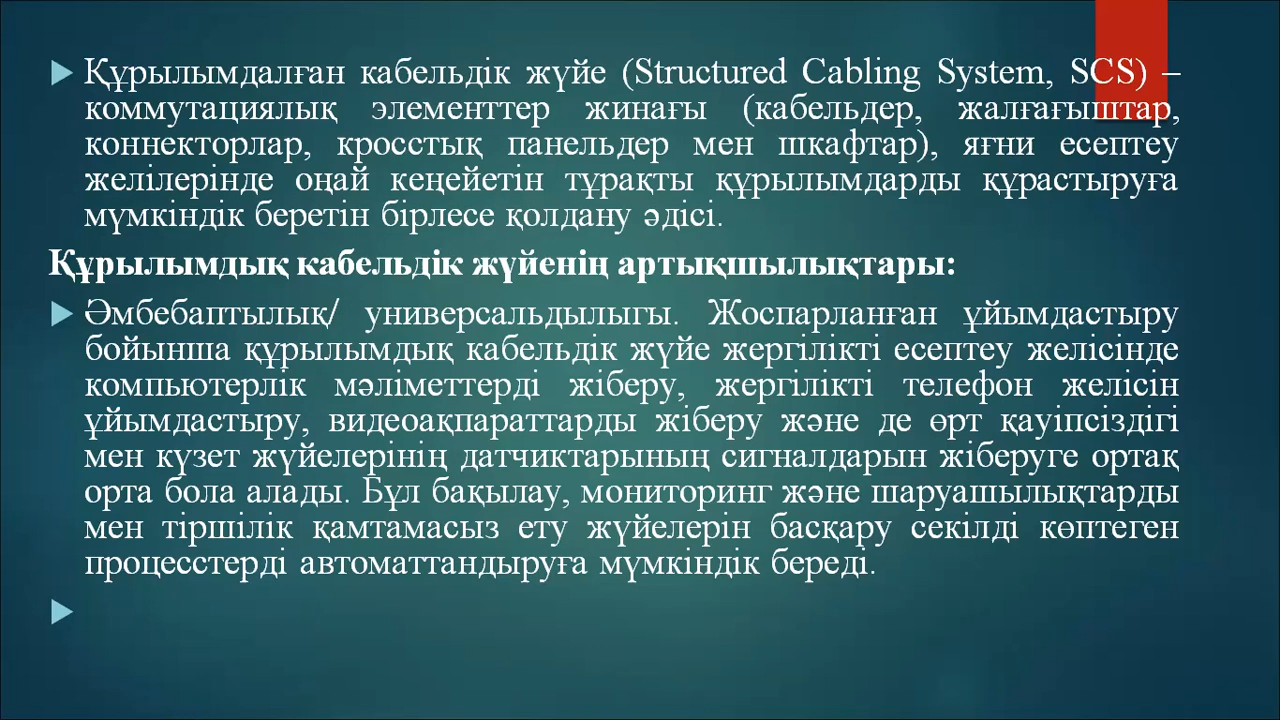 Құрылымдалған кабельдік жүйе (Structured Cabling System, SCS) –
коммутациялық элементтер жинағы (кабельдер, жалғағыштар,
коннекторлар, кросстық панельдер мен шкафтар), яғни есептеу
желілерінде оңай кеңейетін тұрақты құрылымдарды құрастыруға
мүмкіндік беретін бірлесе қолдану әдісі.
Құрылымдық кабельдік жүйенің артықшылықтары:
Әмбебаптылық/ универсальдылыгы. Жоспарланған ұйымдастыру
бойынша құрылымдық кабельдік жүйе жергілікті есептеу желісінде
компьютерлік мәліметтерді жіберу, жергілікті телефон желісін
ұйымдастыру, видеоақпараттарды жіберу және де өрт қауіпсіздігі
мен күзет жүйелерінің датчиктарының сигналдарын жіберуге ортақ
орта бола алады. Бұл бақылау, мониторинг және шаруашылықтарды
мен тіршілік қамтамасыз ету жүйелерін басқару секілді көптеген
процесстерді автоматтандыруға мүмкіндік береді.